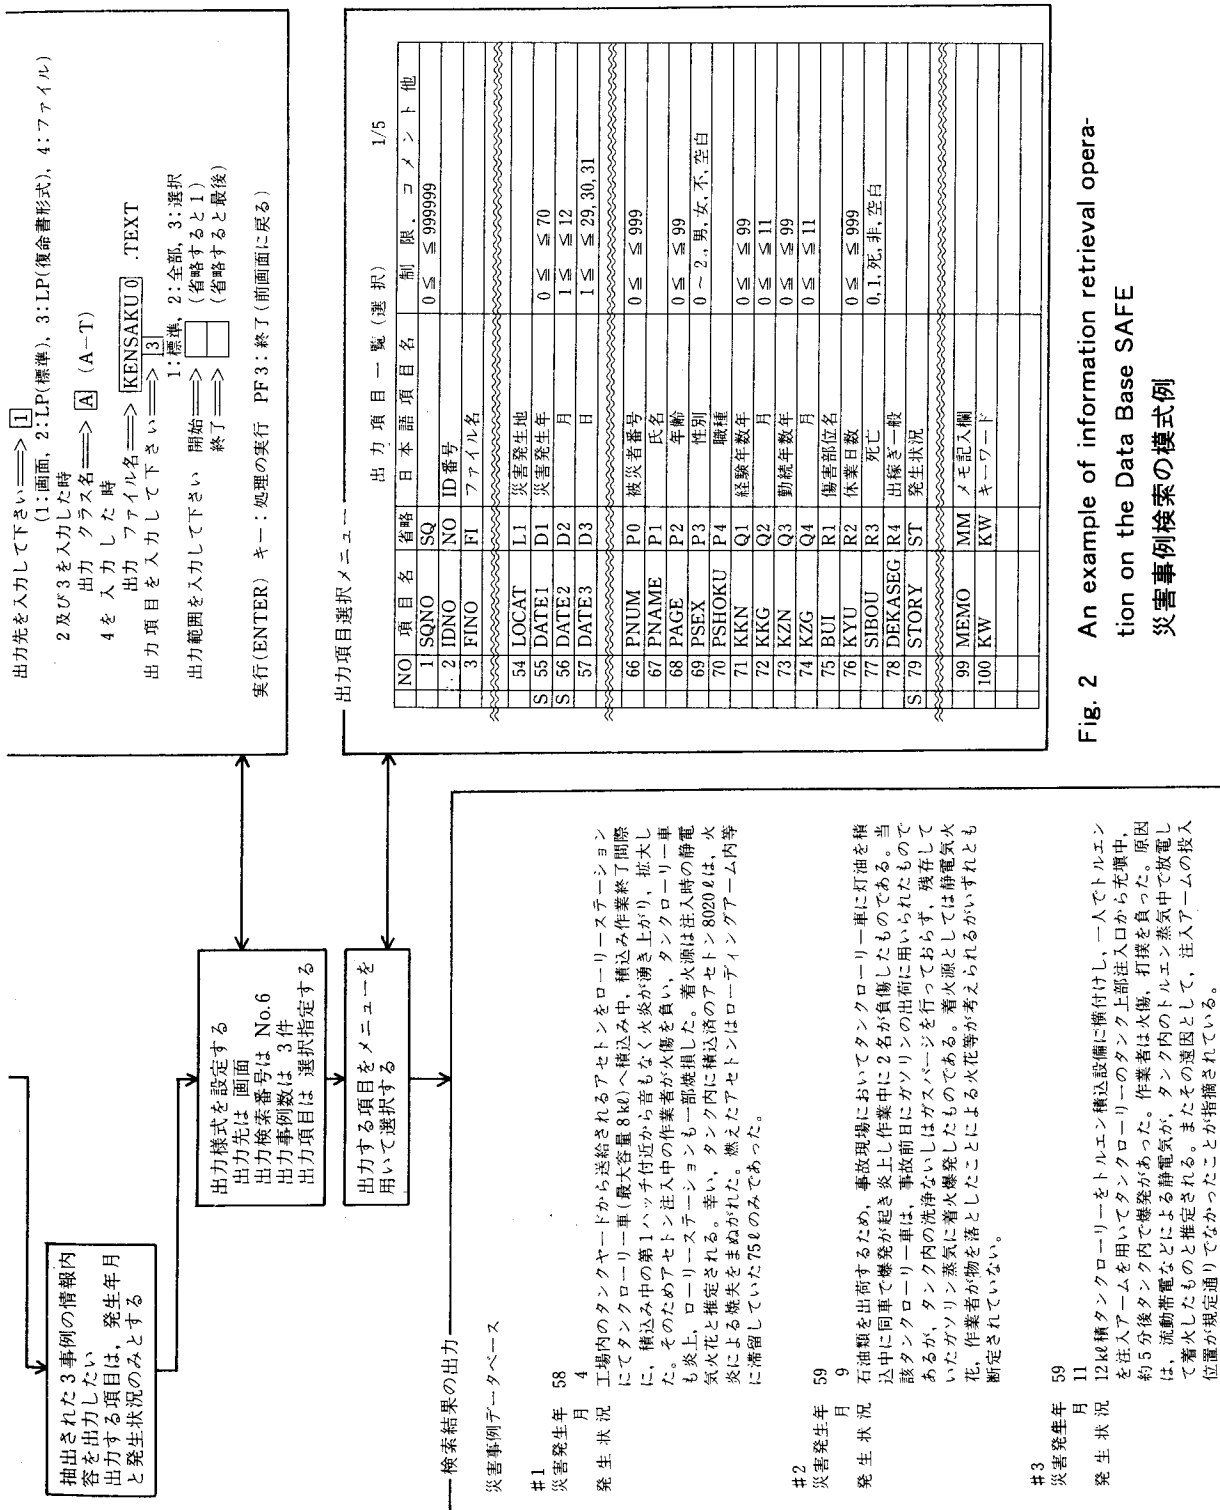 抽出された3事例の情報内
容を出力したい
出力する項目は，発生年月
と発生状況のみとする
出力様式を設定する
出力先は 画面
出力検索番号は No.6
出力事例数は 3件
出力項目は 選択指定する
出力する項目をメニューを
用いて選択する
出力先を入力して下さい==> 1
(1:画面, 2:LP(標準), 3:LP(復命書形式), 4:ファイル)
2及び3を入力した時
出力 クラス名==> A (A-T)
4を入力した時
出力 ファイル名==> KENSAKU0 .TEXT
出力項目を入力して下さい==> 3
1:標準, 2:全部, 3:選択
出力範囲を入力して下さい 開始==> (省略すると1)
終了==> (省略すると最後)
実行(ENTER) キー:処理の実行 PF3:終了(前画面に戻る)
出力項目選択メニュー
出力項目一覧(選択) 1/5
NO 項目名 省略 日本語項目名 制限．コメント他
1 SQNO SQ 0≦ ≦999999
2 IDNO NO ID番号
3 FINO FI ファイル名
54 LOCAT L1 災害発生地
S 55 DATE1 D1 災害発生年 0≦ ≦70
S 56 DATE2 D2 月 1≦ ≦12
57 DATE3 D3 日 1≦ ≦29,30,31
66 PNUM P0 被災者番号 0≦ ≦999
67 PNAME P1 氏名
68 PAGE P2 年齢 0≦ ≦99
69 PSEX P3 性別 0～2.,男,女,不,空白
70 PSHOKU P4 職種
71 KKN Q1 経験年数年 0≦ ≦99
72 KKG Q2 月 0≦ ≦11
73 KZN Q3 勤続年数年 0≦ ≦99
74 KZG Q4 月 0≦ ≦11
75 BUI R1 傷害部位名
76 KYU R2 休業日数 0≦ ≦999
77 SIBOU R3 死亡 0,1,死,非,空白
78 DEKASEG R4 出稼ぎ一般
S 79 STORY ST 発生状況
99 MEMO MM メモ記入欄
100 KW KW キーワード
検索結果の出力
災害事例データベース
#1
災害発生年 58
月 4
発生状況 工場内のタンクヤードから送給されるアセトンをローリーステーション
にてタンクローリー車(最大容量8kℓ)へ積込み中，積込み作業終了間際
に，積込み中の第1ハッチ付近から音もなく火炎が湧き上がり，拡大し
た。そのためアセトン注入中の作業者が火傷を負い，タンクローリー車
も炎上，ローリーステーションも一部焼損した。着火源は注入時の静電
気火花と推定される。幸い，タンク内に積込済のアセトン8020ℓは，火
炎による焼失をまぬがれた。燃えたアセトンはローディングアーム内等
に滞留していた75ℓのみであった。
#2
災害発生年 59
月 9
発生状況 石油類を出荷するため，事故現場においてタンクローリー車に灯油を積
込中に同車で爆発が起き炎上し作業中に2名が負傷したものである。当
該タンクローリー車は，事故前日にガソリンの出荷に用いられたもので
あるが，タンク内の洗浄ないしはガスパージを行っておらず，残存して
いたガソリン蒸気に着火爆発したものである。着火源としては静電気火
花，作業者が物を落としたことによる火花等が考えられるがいずれとも
断定されていない。
#3
災害発生年 59
月 11
発生状況 12kℓ積タンクローリーをトルエン積込設備に横付けし，一人でトルエン
を注入アームを用いてタンクローリーのタンク上部注入口から充填中，
約5分後タンク内で爆発があった。作業者は火傷，打撲を負った。原因
は，流動帯電などによる静電気が，タンク内のトルエン蒸気中で放電し
て着火したものと推定される。またその遠因として，注入アームの投入
位置が規定通りでなかったことが指摘されている。
Fig. 2 An example of information retrieval opera-
tion on the Data Base SAFE
災害事例検索の模式例